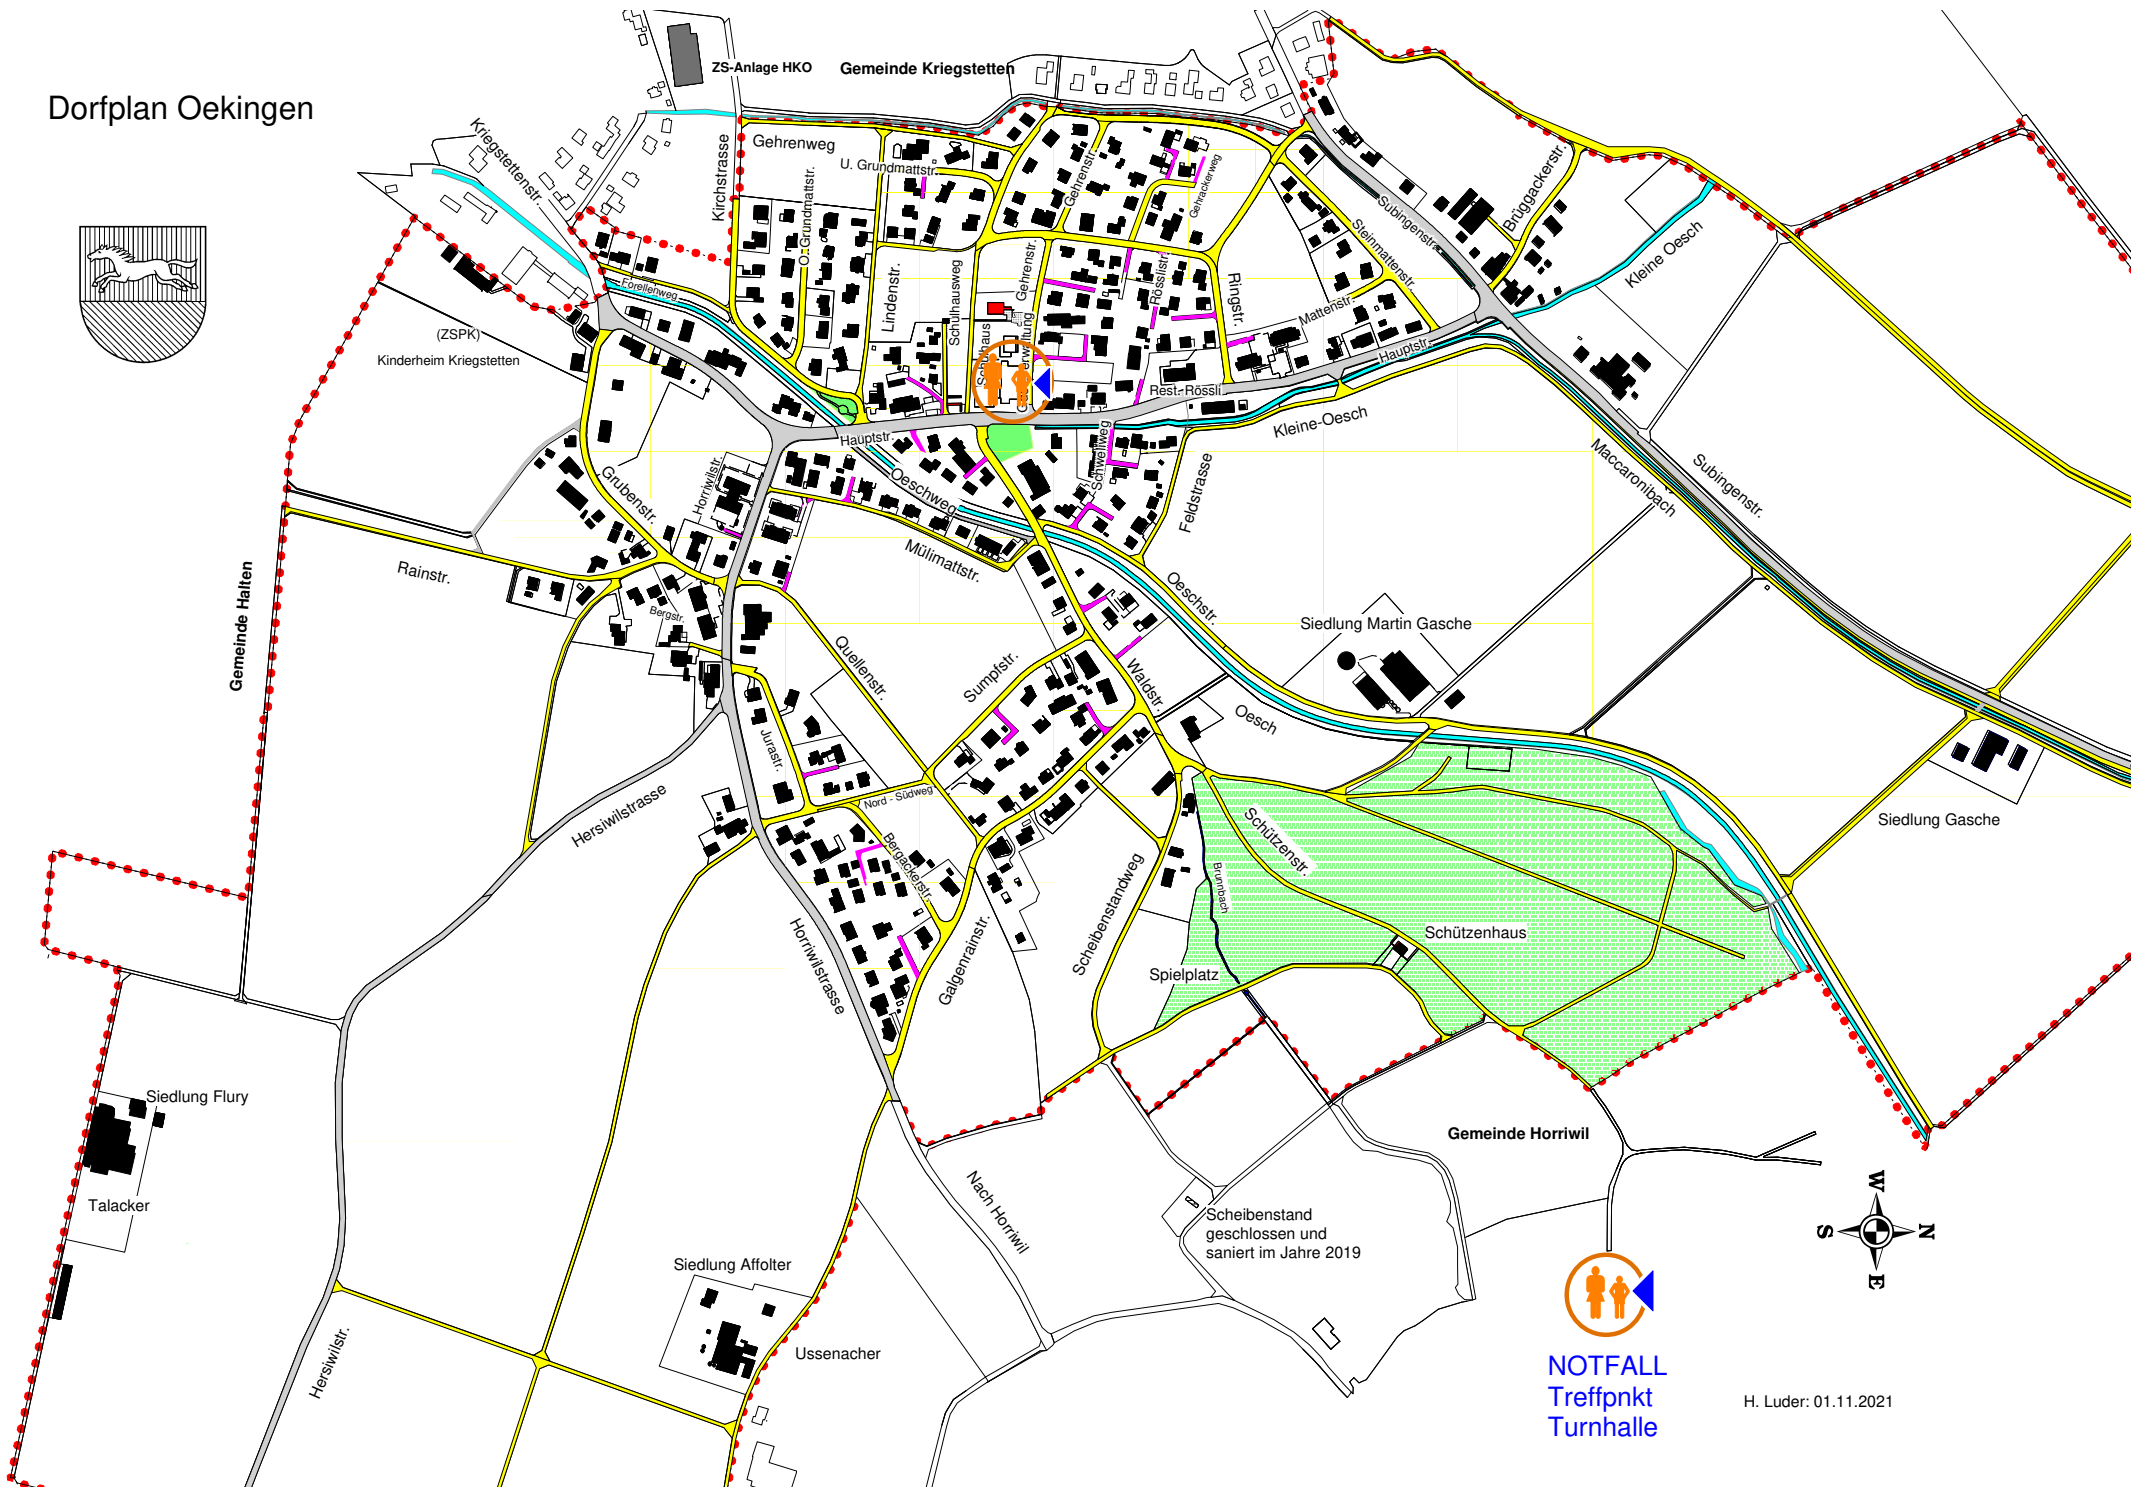 Dorfplan Oekingen
ZS-Anlage HKO
Gemeinde Kriegstetten
Kriegstettenstr.
Kirchstrasse
Gehrenweg
U. Grundmattstr.
O. Grundmattstr.
Gehrenstr.
Gehrackerweg
Subingenstr.
Brüggackerstr.
Steinmattenstr.
Kleine Oesch
Forellenweg
Lindenstr.
Schulhausweg
Gehrenstr.
Rösslistr.
Ringstr.
Mattenstr.
(ZSPK)
Kinderheim Kriegstetten
Schulhaus
Hauptstr.
Rest. Rössli
Kleine-Oesch
Hauptstr.
Schwelliweg
Oeschweg
Feldstrasse
Maccaronibach
Subingenstr.
Horriwilstr.
Grubenstr.
Mülimattstr.
Rainstr.
Gemeinde Halten
Bergstr.
Oeschstr.
Siedlung Martin Gasche
Quellenstr.
Sumpfstr.
Waldstr.
Oesch
Jurastr.
Nord - Südweg
Hersiwilstrasse
Bergackerstr.
Schützenstr.
Brunnbach
Siedlung Gasche
Scheibenstandweg
Horriwilstrasse
Galgenrainstr.
Schützenhaus
Spielplatz
Siedlung Flury
Talacker
Gemeinde Horriwil
Nach Horriwil
Scheibenstand
geschlossen und
saniert im Jahre 2019
W
N
S
E
Siedlung Affolter
Ussenacher
Hersiwilstr.
NOTFALL
Treffpnkt
Turnhalle
H. Luder: 01.11.2021